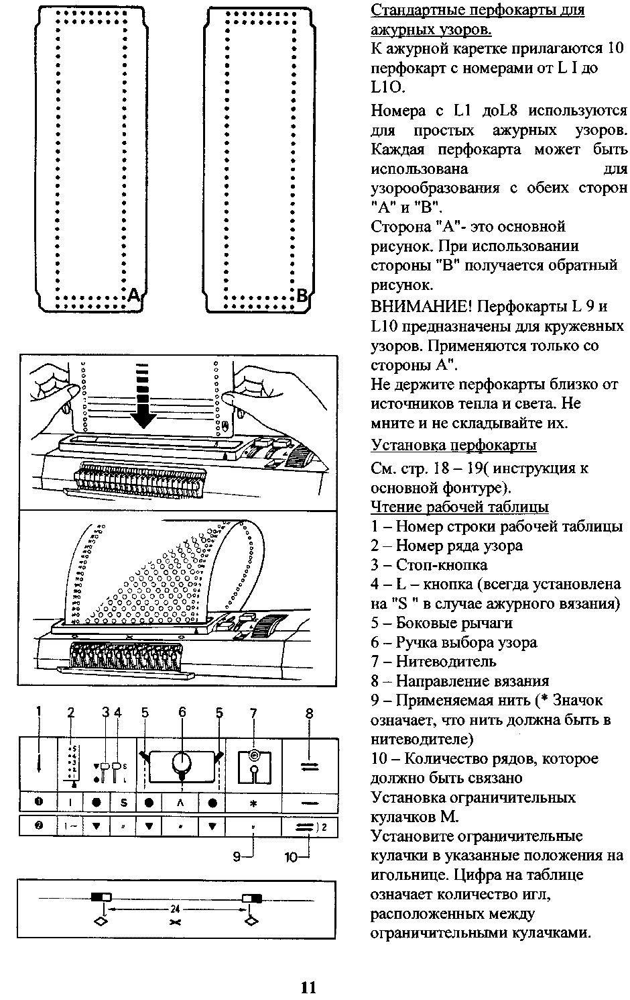 Стандартные перфокарты для
ажурных узоров.
К ажурной каретке прилагаются 10
перфокарт с номерами от L I до
L1O.
Номера с L1 доL8 используются
для простых ажурных узоров.
Каждая перфокарта может быть
использована для
узорообразования с обеих сторон
"А" и "В".
Сторона "А"- это основной
рисунок. При использовании
стороны "В" получается обратный
рисунок.
ВНИМАНИЕ! Перфокарты L 9 и
L10 предназначены для кружевных
узоров. Применяются только со
стороны А".
Не держите перфокарты близко от
источников тепла и света. Не
мните и не складывайте их.
Установка перфокарты
См. стр. 18 – 19( инструкция к
основной фонтуре).
Чтение рабочей таблицы
1 – Номер строки рабочей таблицы
2 – Номер ряда узора
3 – Стоп-кнопка
4 – L – кнопка (всегда установлена
на "S " в случае ажурного вязания)
5 – Боковые рычаги
6 – Ручка выбора узора
7 – Нитеводитель
8 – Направление вязания
9 – Применяемая нить (* Значок
означает, что нить должна быть в
нитеводителе)
10 – Количество рядов, которое
должно быть связано
Установка ограничительных
кулачков М.
Установите ограничительные
кулачки в указанные положения на
игольнице. Цифра на таблице
означает количество игл,
расположенных между
ограничительными кулачками.
A B
1 2 3 4 5 6 5 7 8
5
4
3
2
1
S
L
❶ I ● S ● ∧ ● * —
❷ I~ ▼ 〃 ▼ 〃 ▼ 〃 ) 2
9 10
24
11